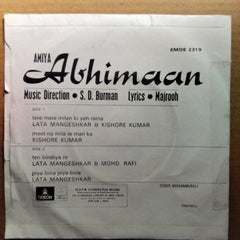 EMOE 2319
AMIYA
Abhimaan
Music Direction • S. D. Burman Lyrics • Majrooh
SIDE 1
tere mere milan ki yeh raina
LATA MANGESHKAR & KISHORE KUMAR
meet na mila re man ka
KISHORE KUMAR
SIDE 2
teri bindiya re
LATA MANGESHKAR & MOHD. RAFI
piya bina piya bina
LATA MANGESHKAR
ODEON